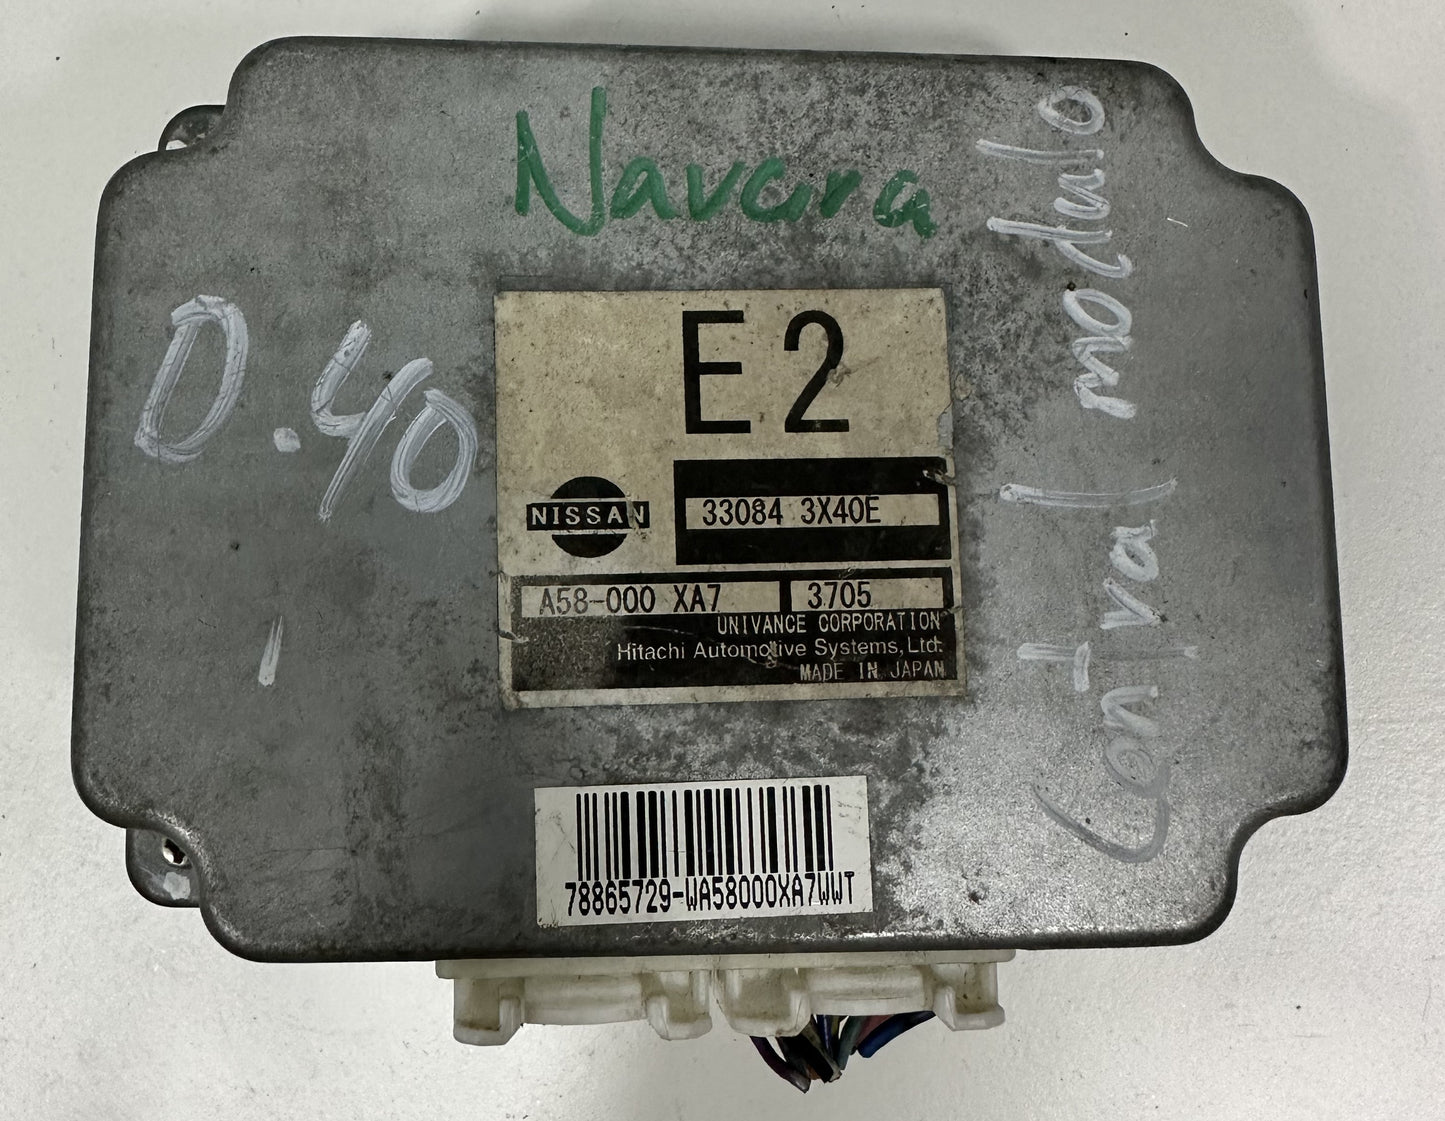 Navara
D.40
Central modulo
E2
NISSAN
33084 3X40E
A58-000 XA7 3705
UNIVANCE CORPORATION
Hitachi Automotive Systems, Ltd.
MADE IN JAPAN
78865729-WA58000XA7WWT